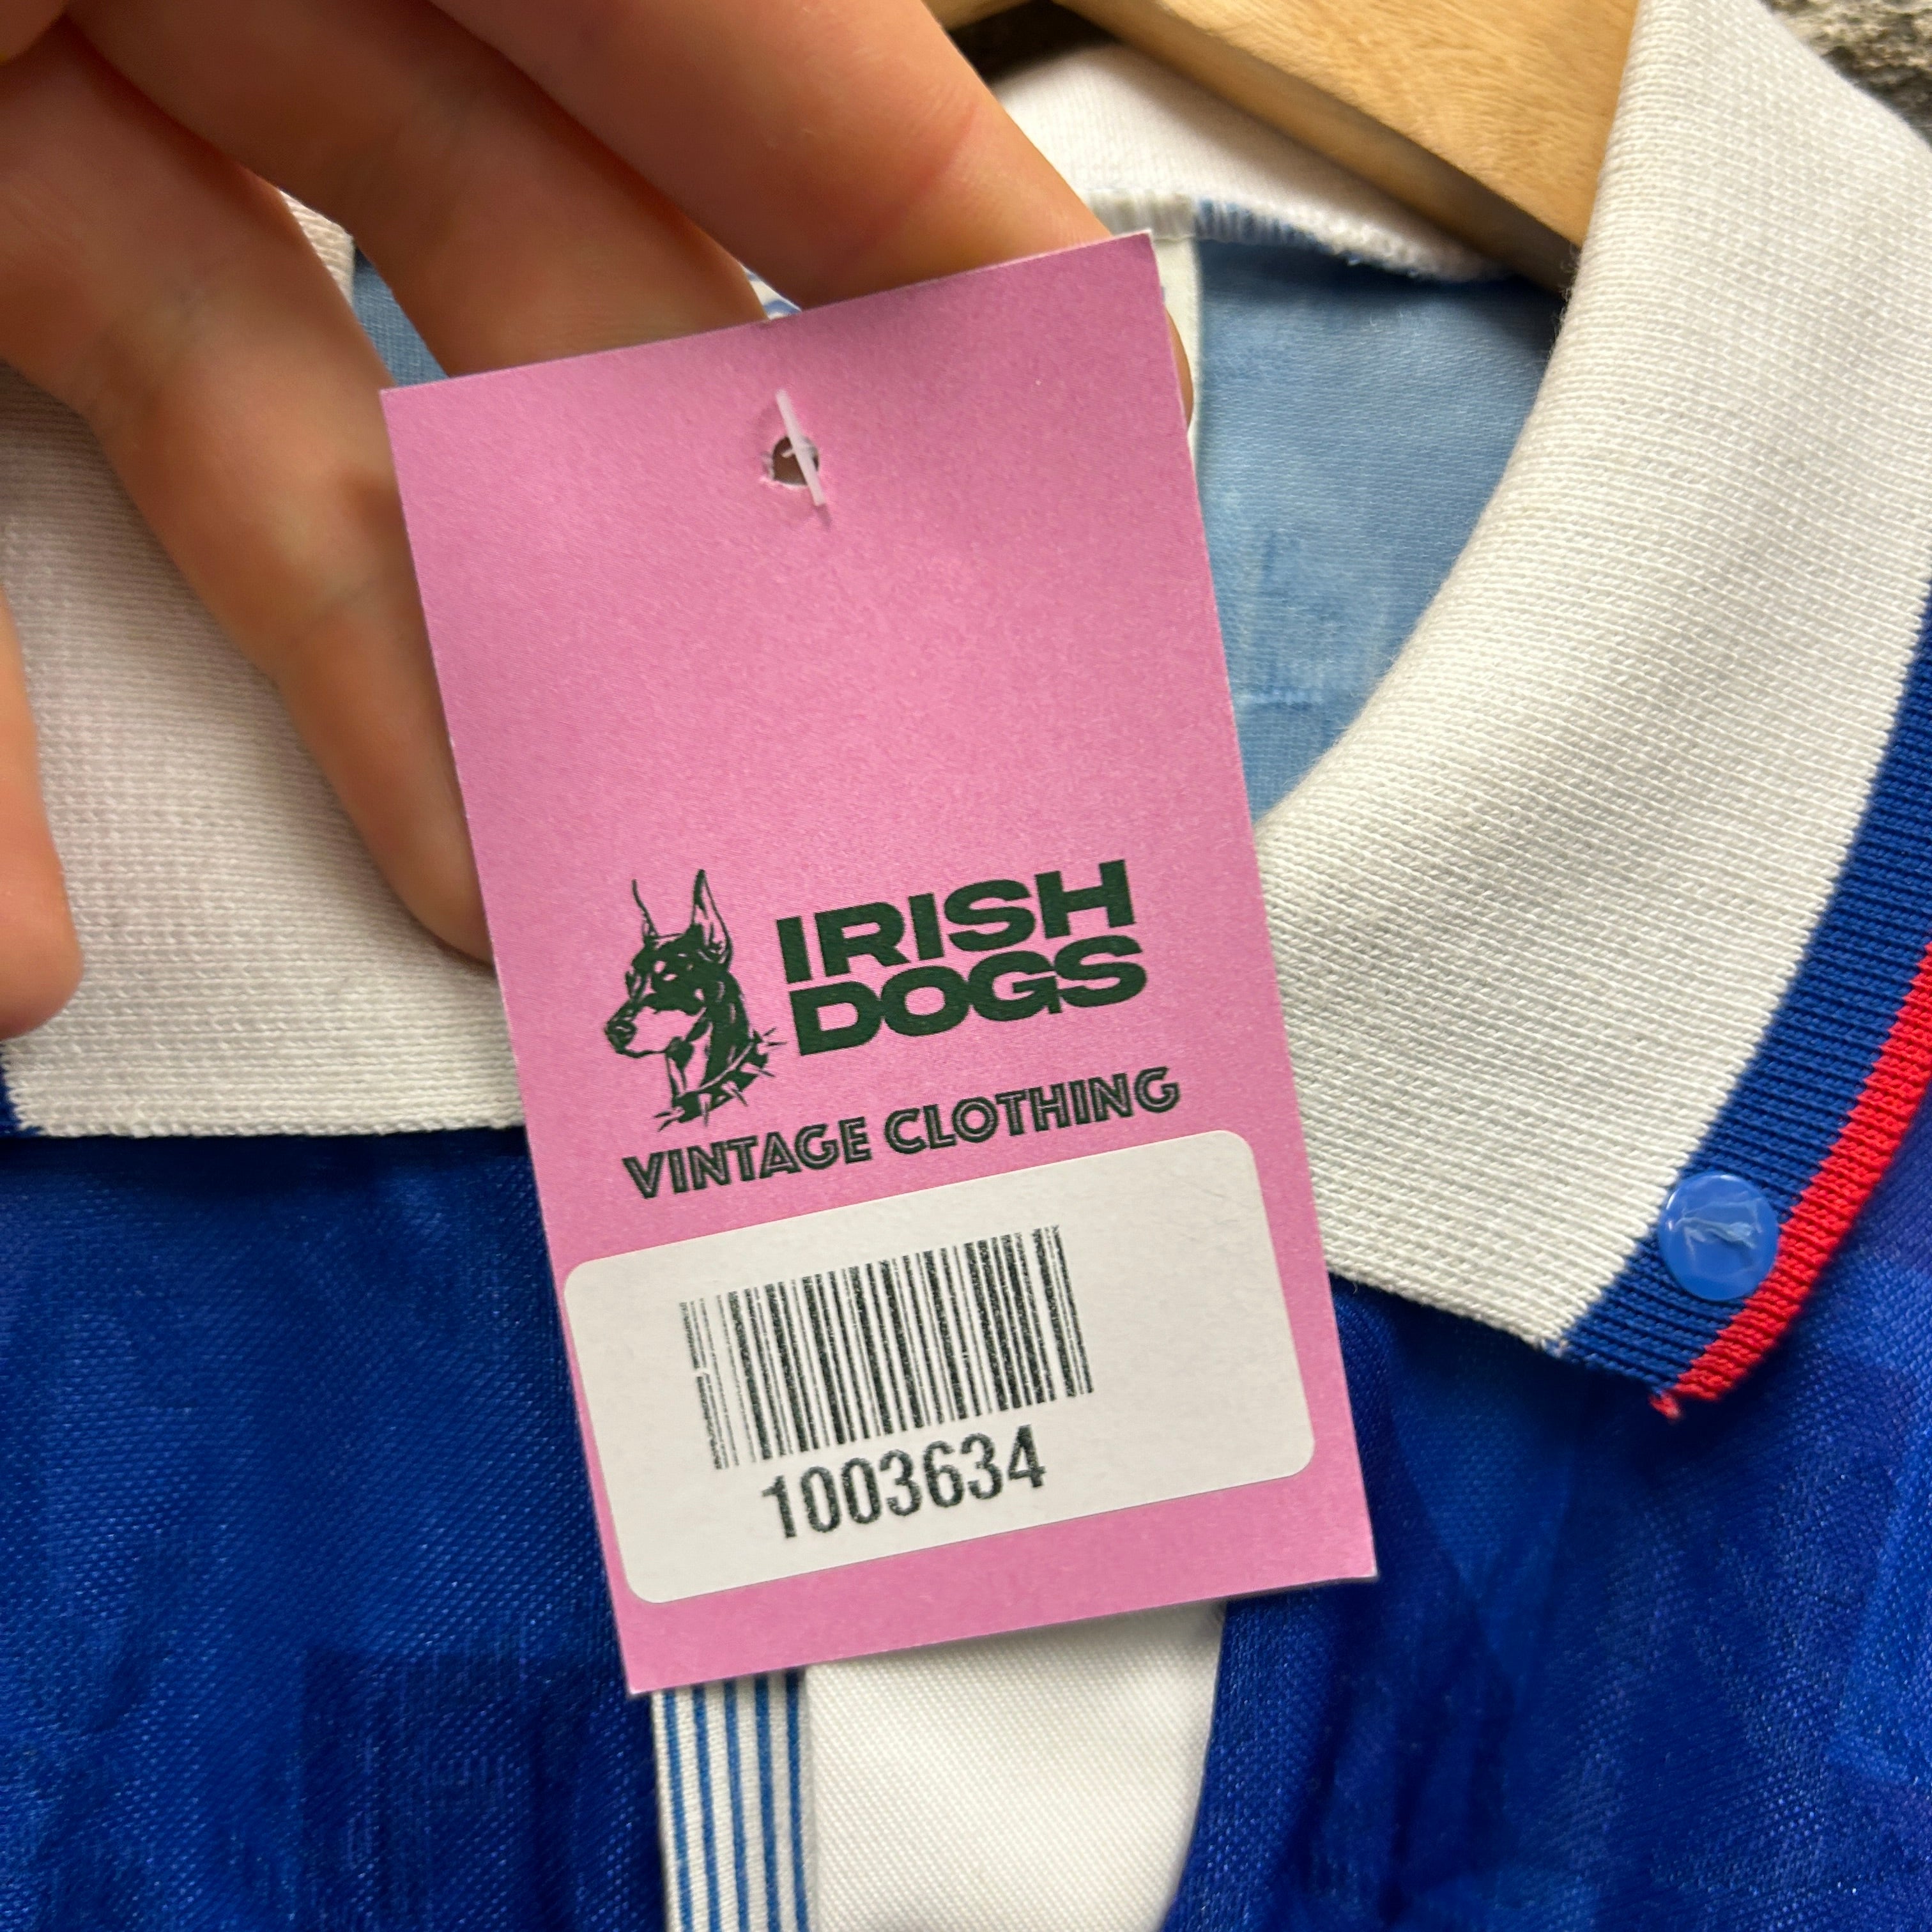 IRISH
DOGS
VINTAGE CLOTHING
1003634